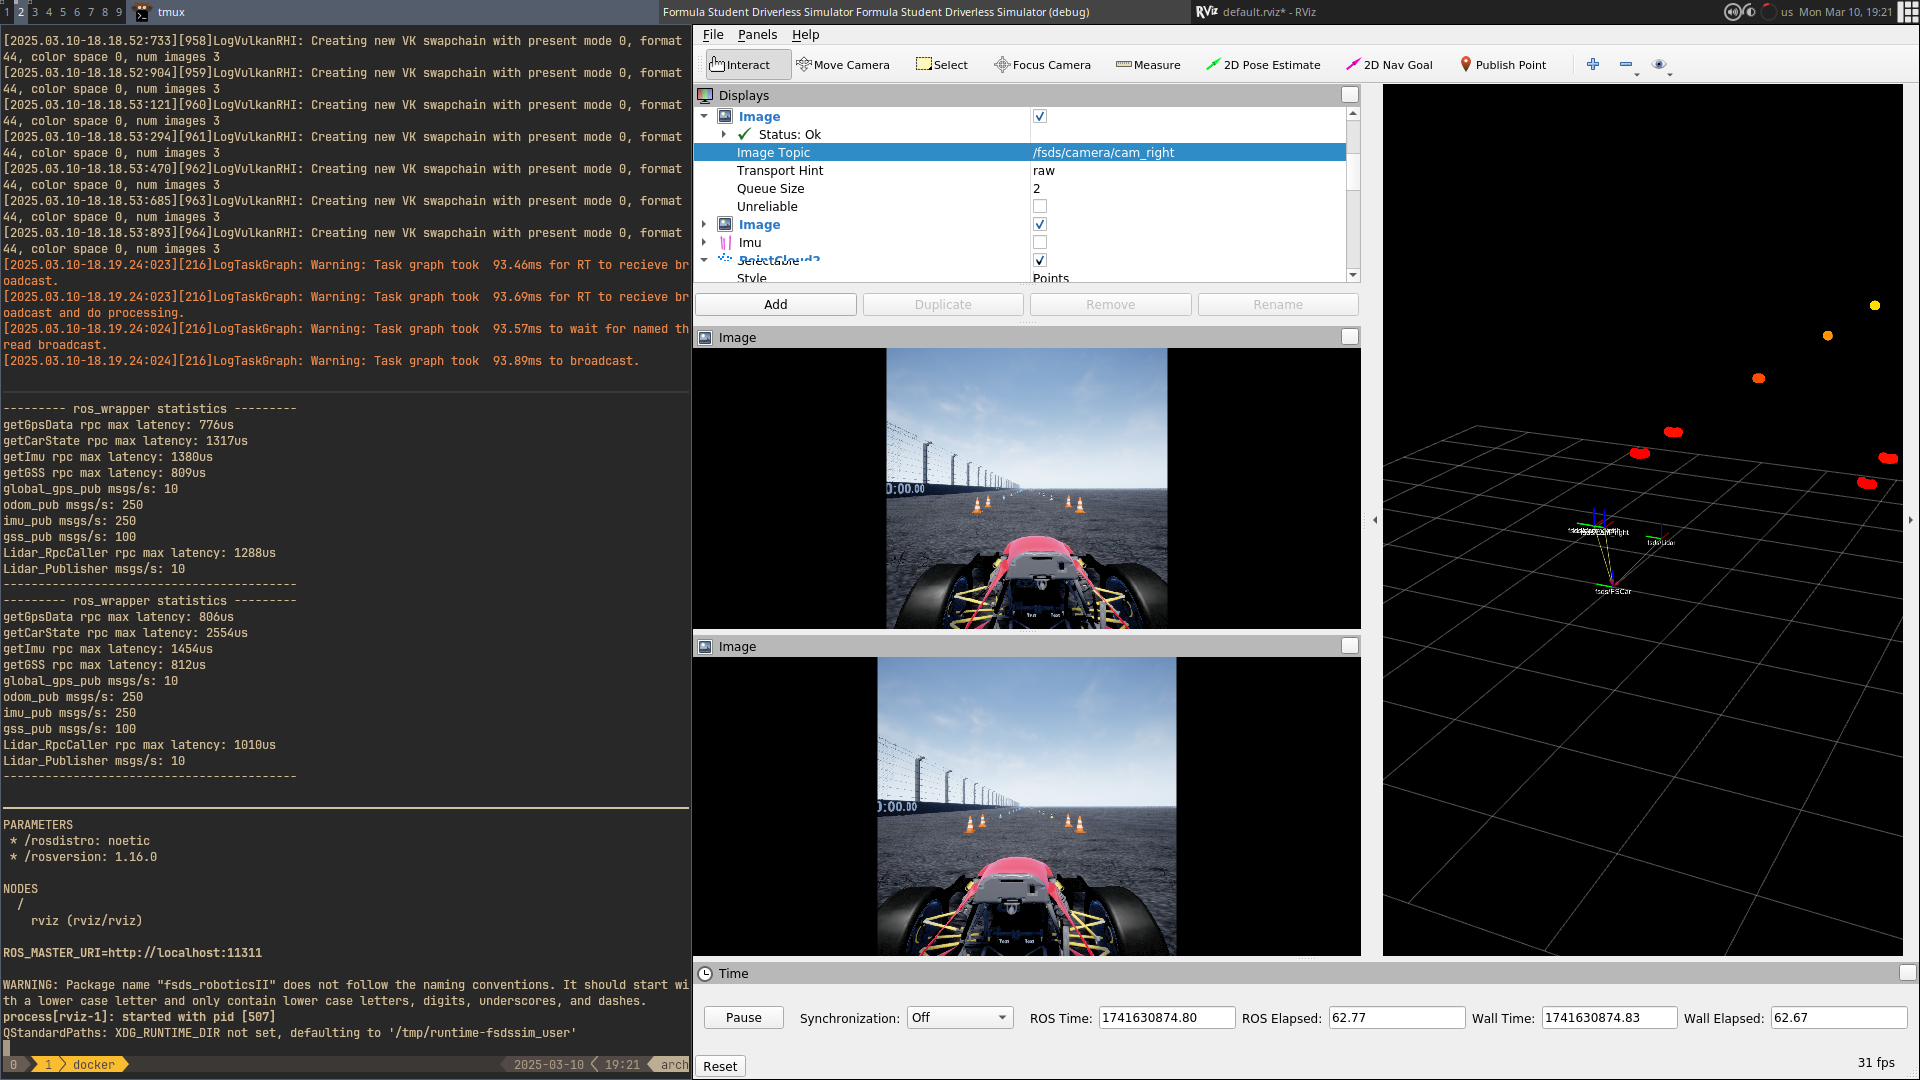 1 2 3 4 5 6 7 8 9 tmux
Formula Student Driverless Simulator Formula Student Driverless Simulator (debug)
RViz default.rviz* - RViz
us Mon Mar 10, 19:21
[2025.03.10-18.18.52:733][958]LogVulkanRHI: Creating new VK swapchain with present mode 0, format
44, color space 0, num images 3
[2025.03.10-18.18.52:904][959]LogVulkanRHI: Creating new VK swapchain with present mode 0, format
44, color space 0, num images 3
[2025.03.10-18.18.53:121][960]LogVulkanRHI: Creating new VK swapchain with present mode 0, format
44, color space 0, num images 3
[2025.03.10-18.18.53:294][961]LogVulkanRHI: Creating new VK swapchain with present mode 0, format
44, color space 0, num images 3
[2025.03.10-18.18.53:470][962]LogVulkanRHI: Creating new VK swapchain with present mode 0, format
44, color space 0, num images 3
[2025.03.10-18.18.53:685][963]LogVulkanRHI: Creating new VK swapchain with present mode 0, format
44, color space 0, num images 3
[2025.03.10-18.18.53:893][964]LogVulkanRHI: Creating new VK swapchain with present mode 0, format
44, color space 0, num images 3
[2025.03.10-18.19.24:023][216]LogTaskGraph: Warning: Task graph took  93.46ms for RT to recieve br
oadcast.
[2025.03.10-18.19.24:023][216]LogTaskGraph: Warning: Task graph took  93.69ms for RT to recieve br
oadcast and do processing.
[2025.03.10-18.19.24:024][216]LogTaskGraph: Warning: Task graph took  93.57ms to wait for named th
read broadcast.
[2025.03.10-18.19.24:024][216]LogTaskGraph: Warning: Task graph took  93.89ms to broadcast.
--------- ros_wrapper statistics ---------
getGpsData rpc max latency: 776us
getCarState rpc max latency: 1317us
getImu rpc max latency: 1380us
getGSS rpc max latency: 809us
global_gps_pub msgs/s: 10
odom_pub msgs/s: 250
imu_pub msgs/s: 250
gss_pub msgs/s: 100
Lidar_RpcCaller rpc max latency: 1288us
Lidar_Publisher msgs/s: 10
------------------------------------------
--------- ros_wrapper statistics ---------
getGpsData rpc max latency: 806us
getCarState rpc max latency: 2554us
getImu rpc max latency: 1454us
getGSS rpc max latency: 812us
global_gps_pub msgs/s: 10
odom_pub msgs/s: 250
imu_pub msgs/s: 250
gss_pub msgs/s: 100
Lidar_RpcCaller rpc max latency: 1010us
Lidar_Publisher msgs/s: 10
------------------------------------------
PARAMETERS
* /rosdistro: noetic
* /rosversion: 1.16.0
NODES
/
rviz (rviz/rviz)
ROS_MASTER_URI=http://localhost:11311
WARNING: Package name "fsds_roboticsII" does not follow the naming conventions. It should start wi
th a lower case letter and only contain lower case letters, digits, underscores, and dashes.
process[rviz-1]: started with pid [507]
QStandardPaths: XDG_RUNTIME_DIR not set, defaulting to '/tmp/runtime-fsdssim_user'
0 1 docker 2025-03-10 19:21 arch
File Panels Help
Interact Move Camera Select Focus Camera Measure 2D Pose Estimate 2D Nav Goal Publish Point
Displays
Image
Status: Ok
Image Topic /fsds/camera/cam_right
Transport Hint raw
Queue Size 2
Unreliable
Image
Imu
PointCloud2
Selectable
Style Points
Add Duplicate Remove Rename
Image
0:00.00
Image
0:00.00
fsds/Lidar
fsds/FSCar
Time
Pause Synchronization: Off ROS Time: 1741630874.80 ROS Elapsed: 62.77 Wall Time: 1741630874.83 Wall Elapsed: 62.67
Reset 31 fps